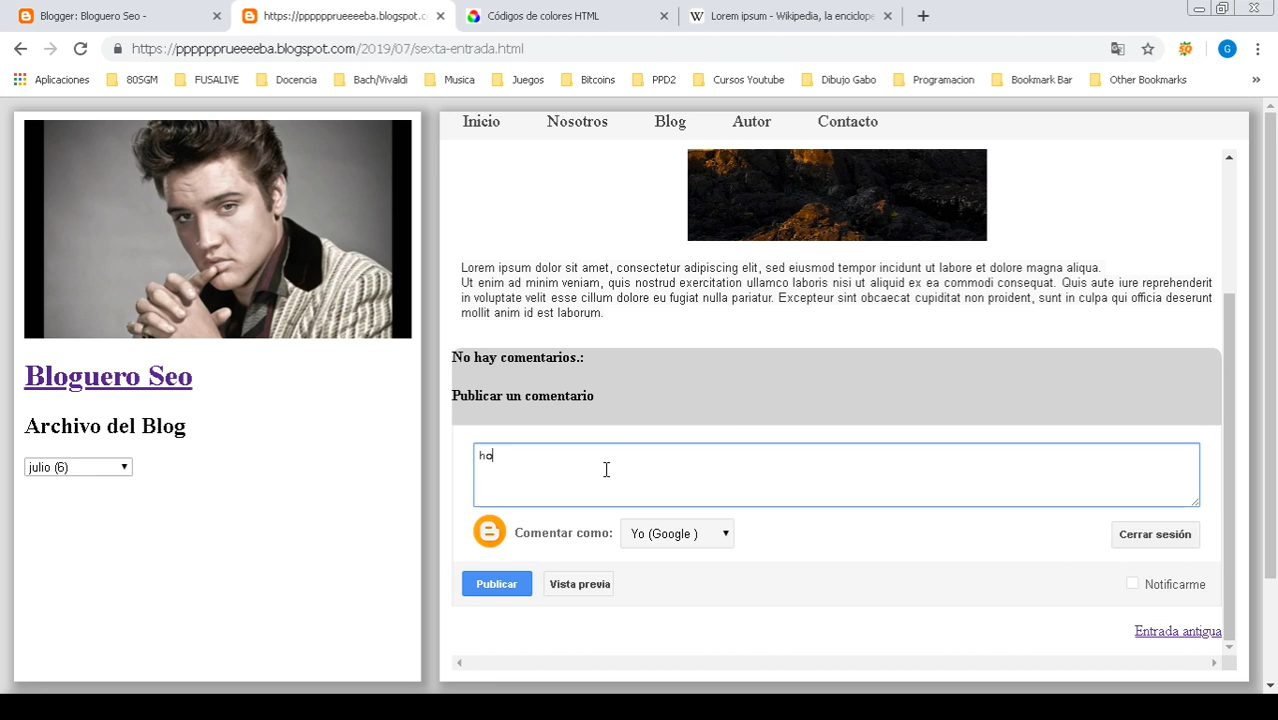 Blogger: Bloguero Seo -
https://ppppppprueeeeba.blogspot.com
Códigos de colores HTML
Lorem ipsum - Wikipedia, la enciclope
https://ppppppprueeeeba.blogspot.com/2019/07/sexta-entrada.html
G
Aplicaciones
80SGM
FUSALIVE
Docencia
Bach/Vivaldi
Musica
Juegos
Bitcoins
PPD2
Cursos Youtube
Dibujo Gabo
Programacion
Bookmark Bar
Other Bookmarks
»
Inicio Nosotros Blog Autor Contacto
Lorem ipsum dolor sit amet, consectetur adipiscing elit, sed eiusmod tempor incidunt ut labore et dolore magna aliqua.
Ut enim ad minim veniam, quis nostrud exercitation ullamco laboris nisi ut aliquid ex ea commodi consequat. Quis aute iure reprehenderit
in voluptate velit esse cillum dolore eu fugiat nulla pariatur. Excepteur sint obcaecat cupiditat non proident, sunt in culpa qui officia deserunt
mollit anim id est laborum.
Bloguero Seo
Archivo del Blog
julio (6)
No hay comentarios.:
Publicar un comentario
ho
Comentar como: Yo (Google )
Cerrar sesión
Publicar
Vista previa
Notificarme
Entrada antigua